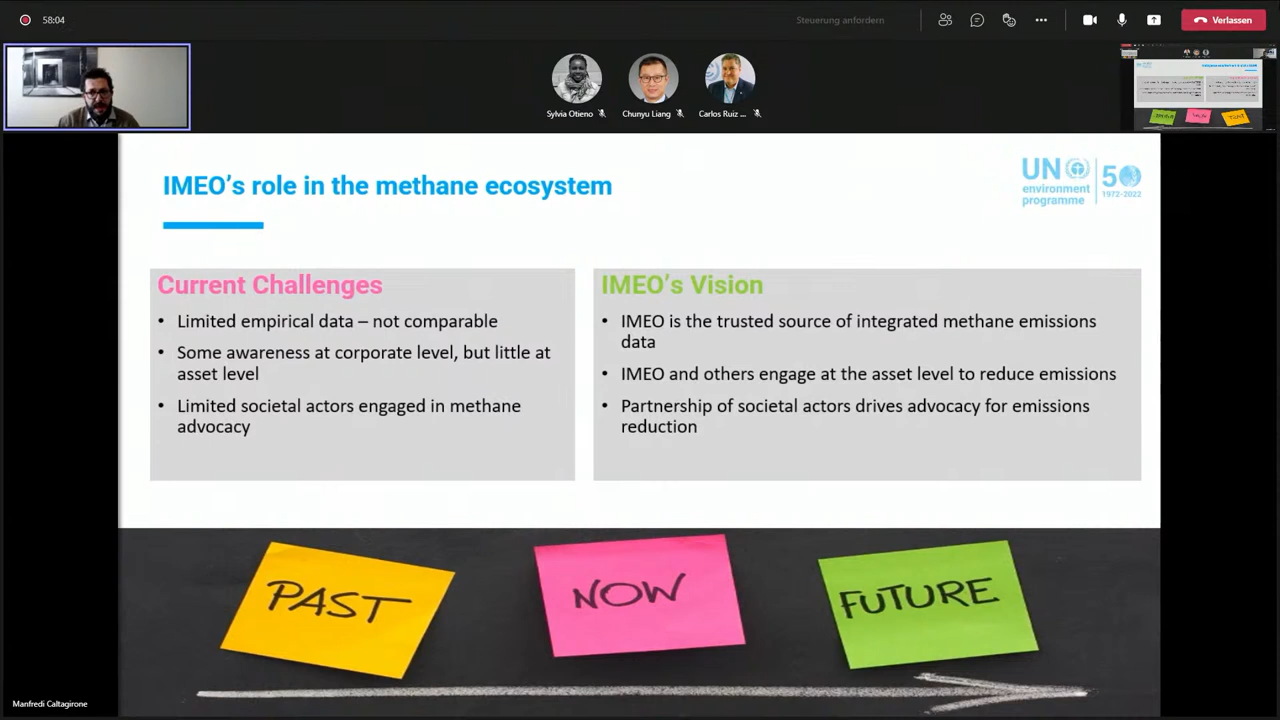 58:04
Steuerung anfordern
Verlassen
Sylvia Otieno
Chunyu Liang
Carlos Ruiz ...
IMEO's role in the methane ecosystem
UN
environment
programme
50
1972-2022
Current Challenges
• Limited empirical data – not comparable
• Some awareness at corporate level, but little at
asset level
• Limited societal actors engaged in methane
advocacy
IMEO's Vision
• IMEO is the trusted source of integrated methane emissions
data
• IMEO and others engage at the asset level to reduce emissions
• Partnership of societal actors drives advocacy for emissions
reduction
PAST
NOW
FUTURE
Manfredi Caltagirone